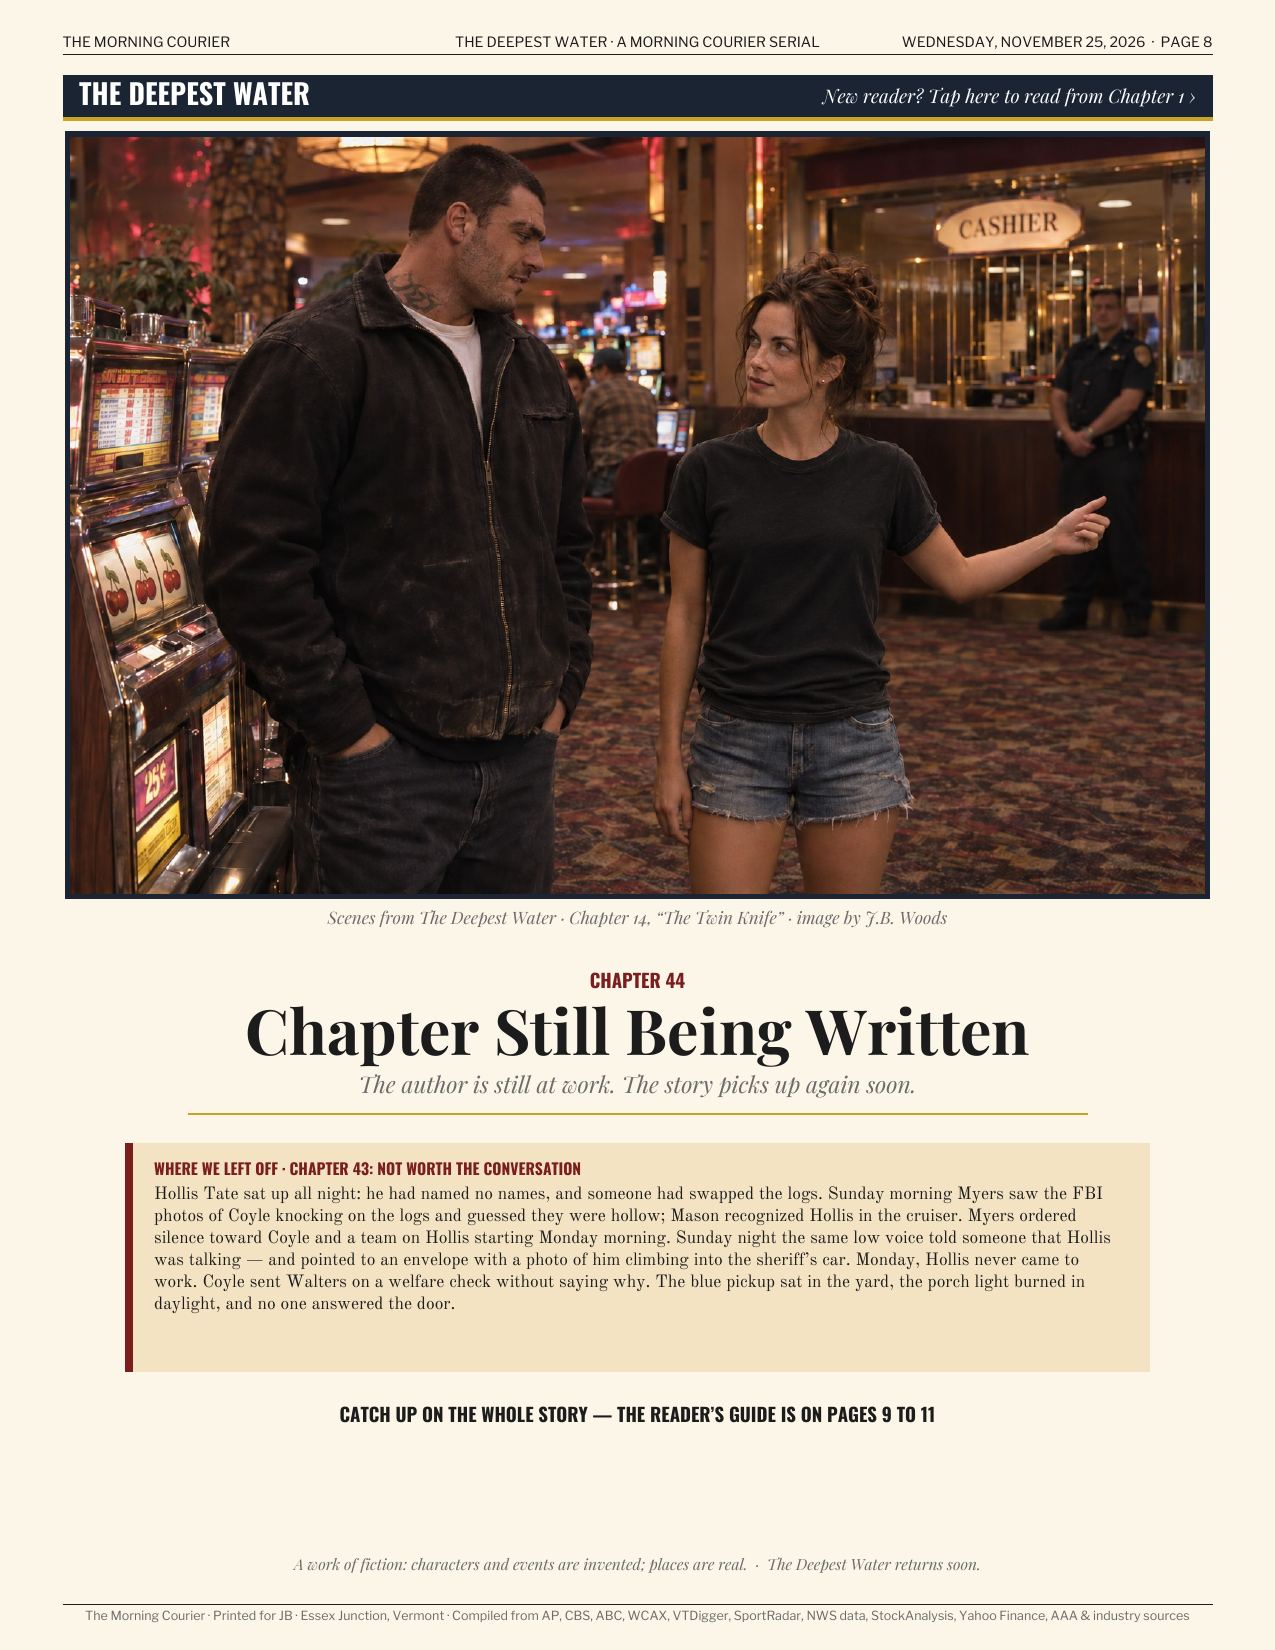 THE MORNING COURIER
THE DEEPEST WATER · A MORNING COURIER SERIAL
WEDNESDAY, NOVEMBER 25, 2026 · PAGE 8
THE DEEPEST WATER
New reader? Tap here to read from Chapter 1 ›
CASHIER
25¢
Scenes from The Deepest Water · Chapter 14, “The Twin Knife” · image by J.B. Woods
CHAPTER 44
Chapter Still Being Written
The author is still at work. The story picks up again soon.
WHERE WE LEFT OFF · CHAPTER 43: NOT WORTH THE CONVERSATION
Hollis Tate sat up all night: he had named no names, and someone had swapped the logs. Sunday morning Myers saw the FBI
photos of Coyle knocking on the logs and guessed they were hollow; Mason recognized Hollis in the cruiser. Myers ordered
silence toward Coyle and a team on Hollis starting Monday morning. Sunday night the same low voice told someone that Hollis
was talking — and pointed to an envelope with a photo of him climbing into the sheriff’s car. Monday, Hollis never came to
work. Coyle sent Walters on a welfare check without saying why. The blue pickup sat in the yard, the porch light burned in
daylight, and no one answered the door.
CATCH UP ON THE WHOLE STORY — THE READER’S GUIDE IS ON PAGES 9 TO 11
A work of fiction: characters and events are invented; places are real. · The Deepest Water returns soon.
The Morning Courier · Printed for JB · Essex Junction, Vermont · Compiled from AP, CBS, ABC, WCAX, VTDigger, SportRadar, NWS data, StockAnalysis, Yahoo Finance, AAA & industry sources